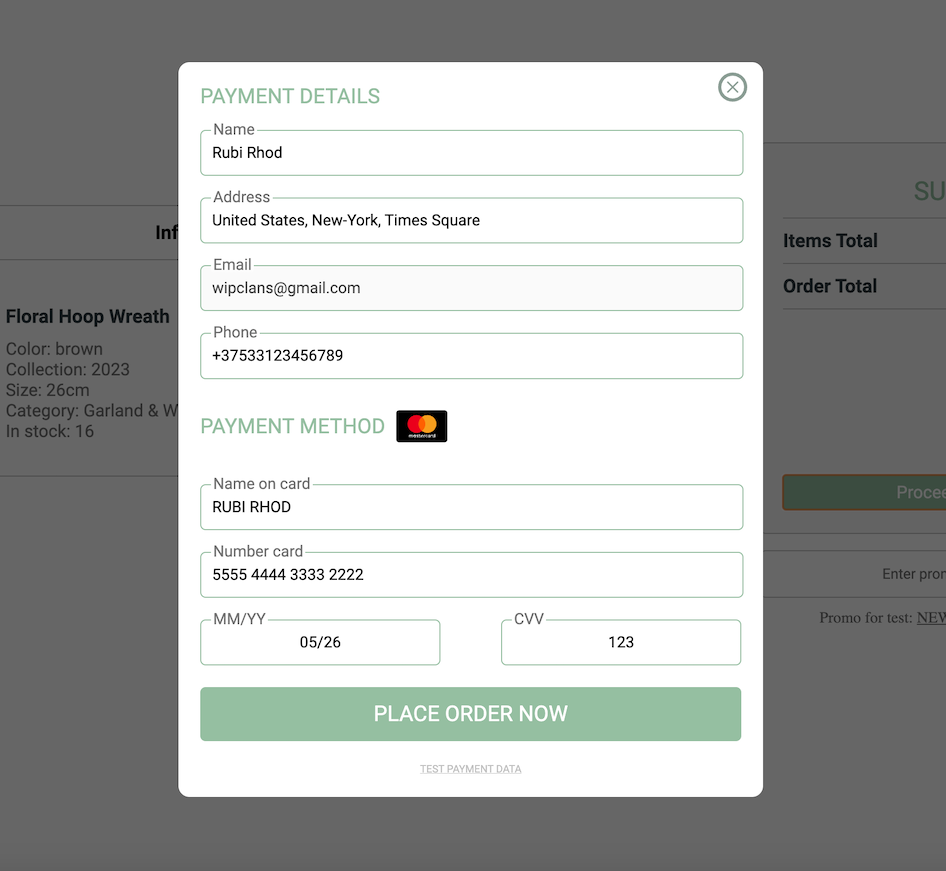 PAYMENT DETAILS
Name
Rubi Rhod
Address
United States, New-York, Times Square
Email
wipclans@gmail.com
Phone
+37533123456789
PAYMENT METHOD
mastercard
Name on card
RUBI RHOD
Number card
5555 4444 3333 2222
MM/YY
05/26
CVV
123
PLACE ORDER NOW
TEST PAYMENT DATA
Inf
Floral Hoop Wreath
Color: brown
Collection: 2023
Size: 26cm
Category: Garland & W
In stock: 16
SU
Items Total
Order Total
Procee
Enter pror
Promo for test: NEW